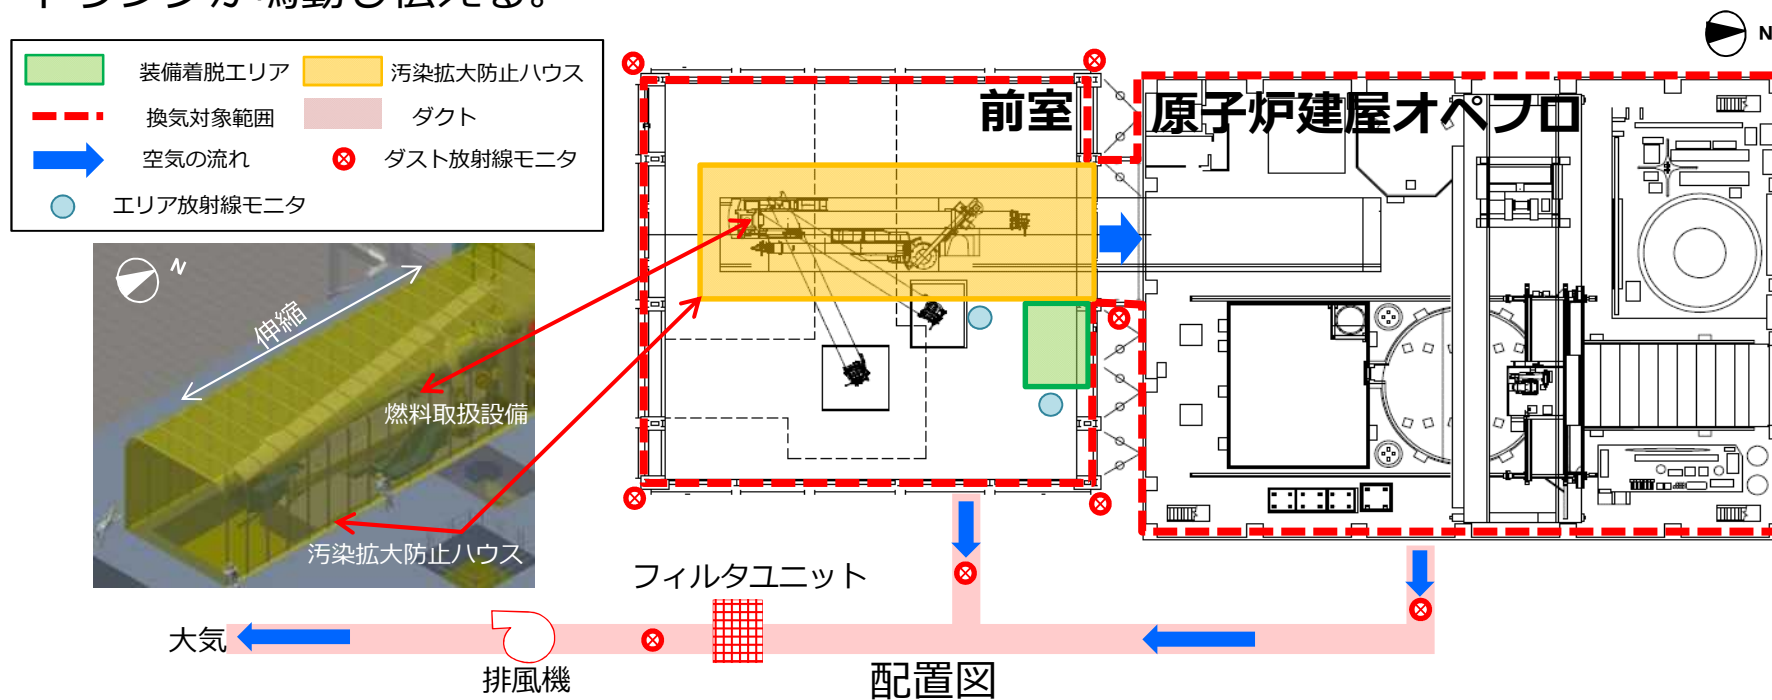 装備着脱エリア
汚染拡大防止ハウス
換気対象範囲
ダクト
空気の流れ
ダスト放射線モニタ
エリア放射線モニタ
前室
原子炉建屋オペフロ
N
N
伸縮
燃料取扱設備
汚染拡大防止ハウス
フィルタユニット
大気
排風機
配置図